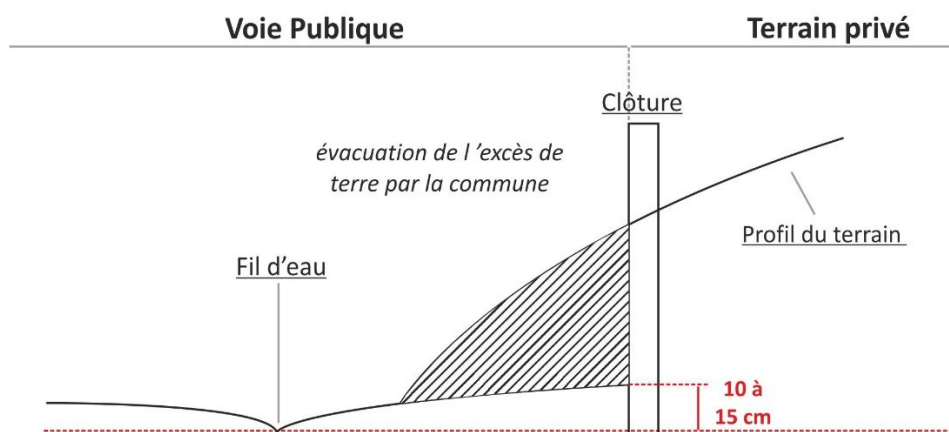 Voie Publique
Terrain privé
Clôture
évacuation de l 'excès de
terre par la commune
Profil du terrain
Fil d'eau
10 à
15 cm